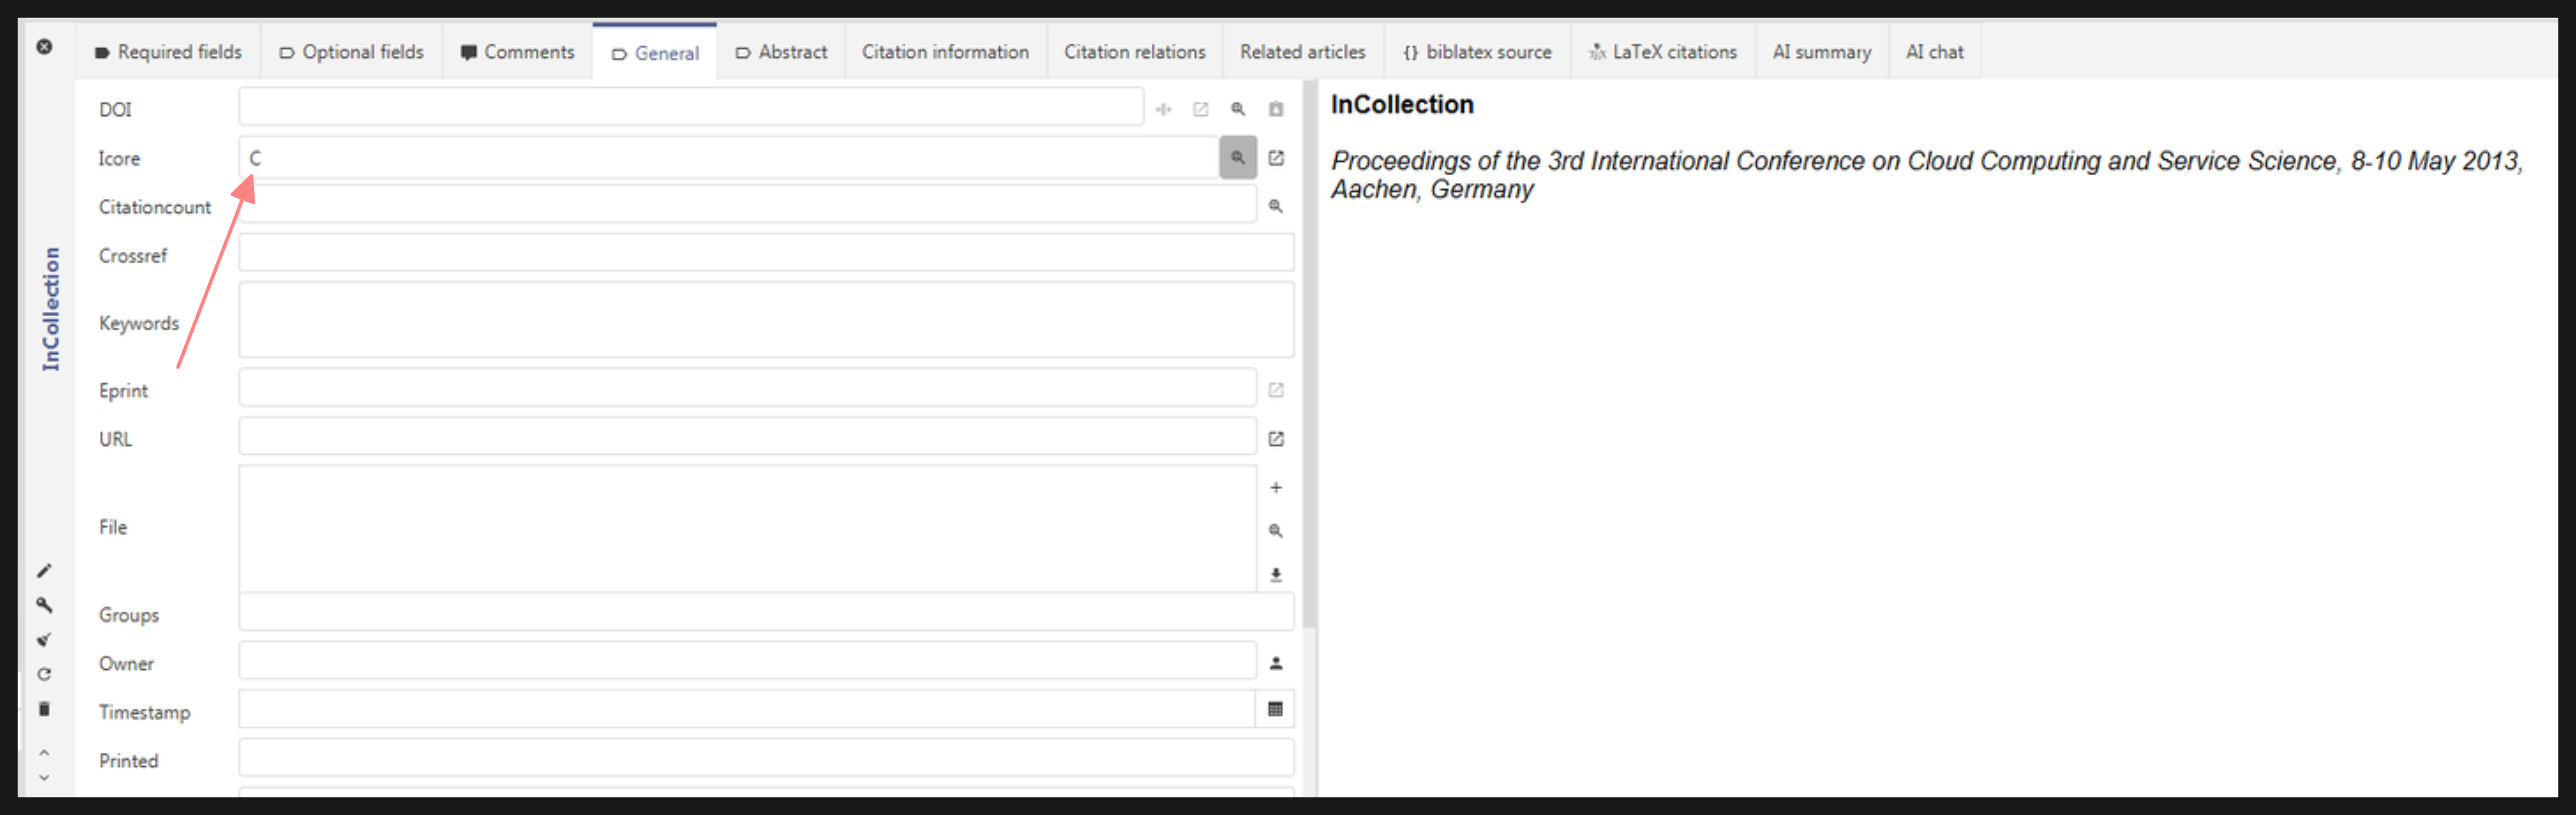 Required fields
Optional fields
Comments
General
Abstract
Citation information
Citation relations
Related articles
{} biblatex source
LaTeX citations
AI summary
AI chat
InCollection
DOI
Icore
C
Citationcount
Crossref
Keywords
Eprint
URL
File
Groups
Owner
Timestamp
Printed
InCollection
Proceedings of the 3rd International Conference on Cloud Computing and Service Science, 8-10 May 2013,
Aachen, Germany